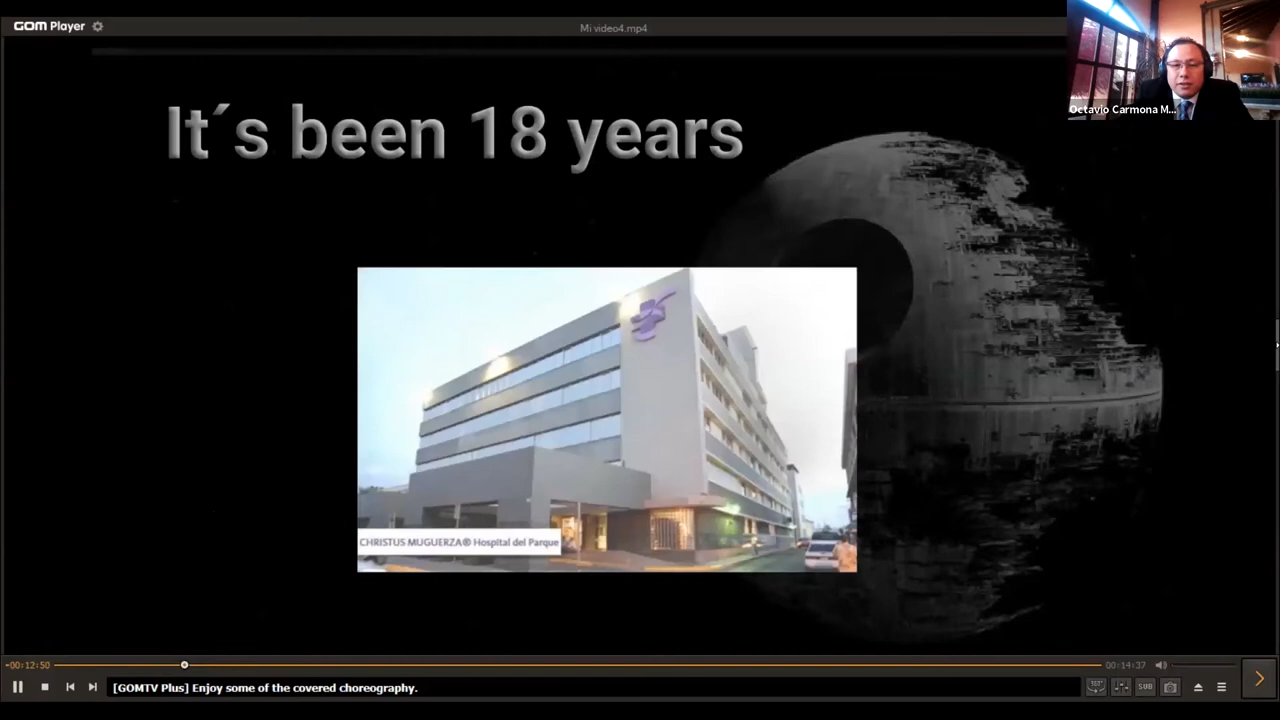 GOM Player
Mi video4.mp4
Octavio Carmona M...
It´s been 18 years
CHRISTUS MUGUERZA® Hospital del Parque
-00:12:50
00:14:37
[GOMTV Plus] Enjoy some of the covered choreography.
360°
SUB